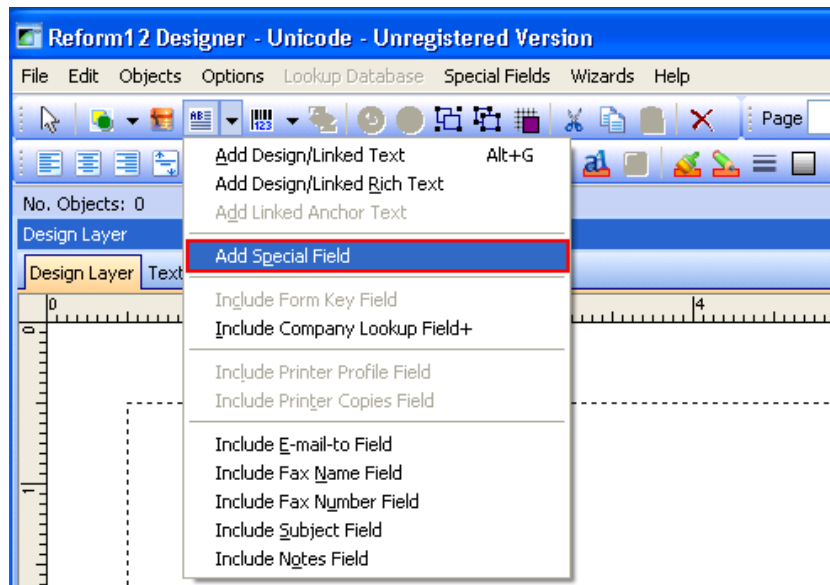 Reform12 Designer - Unicode - Unregistered Version
File Edit Objects Options Lookup Database Special Fields Wizards Help
ABE 123 Page
Add Design/Linked Text Alt+G
a1
Add Design/Linked Rich Text
No. Objects: 0
Add Linked Anchor Text
Design Layer
Add Special Field
Design Layer Text
Include Form Key Field
0 4
Include Company Lookup Field+
0
Include Printer Profile Field
Include Printer Copies Field
Include E-mail-to Field
Include Fax Name Field
1
Include Fax Number Field
Include Subject Field
Include Notes Field